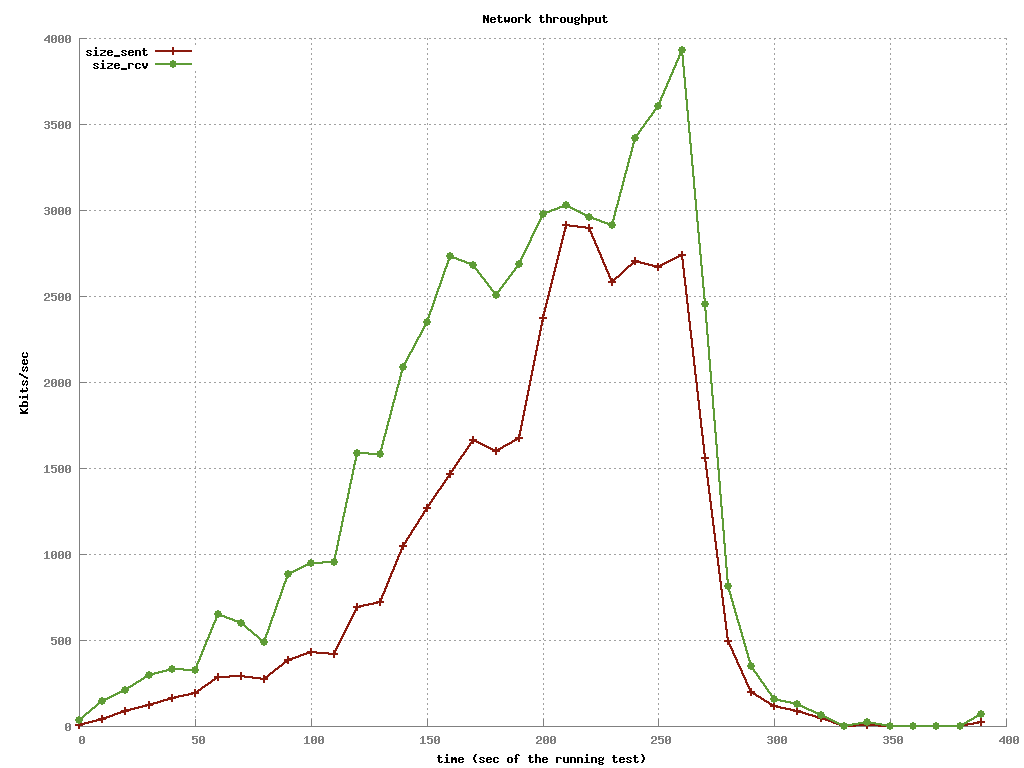 Network throughput
size_sent
size_rcv
4000
3500
3000
2500
2000
1500
1000
500
0
Kbits/sec
0 50 100 150 200 250 300 350 400
time (sec of the running test)